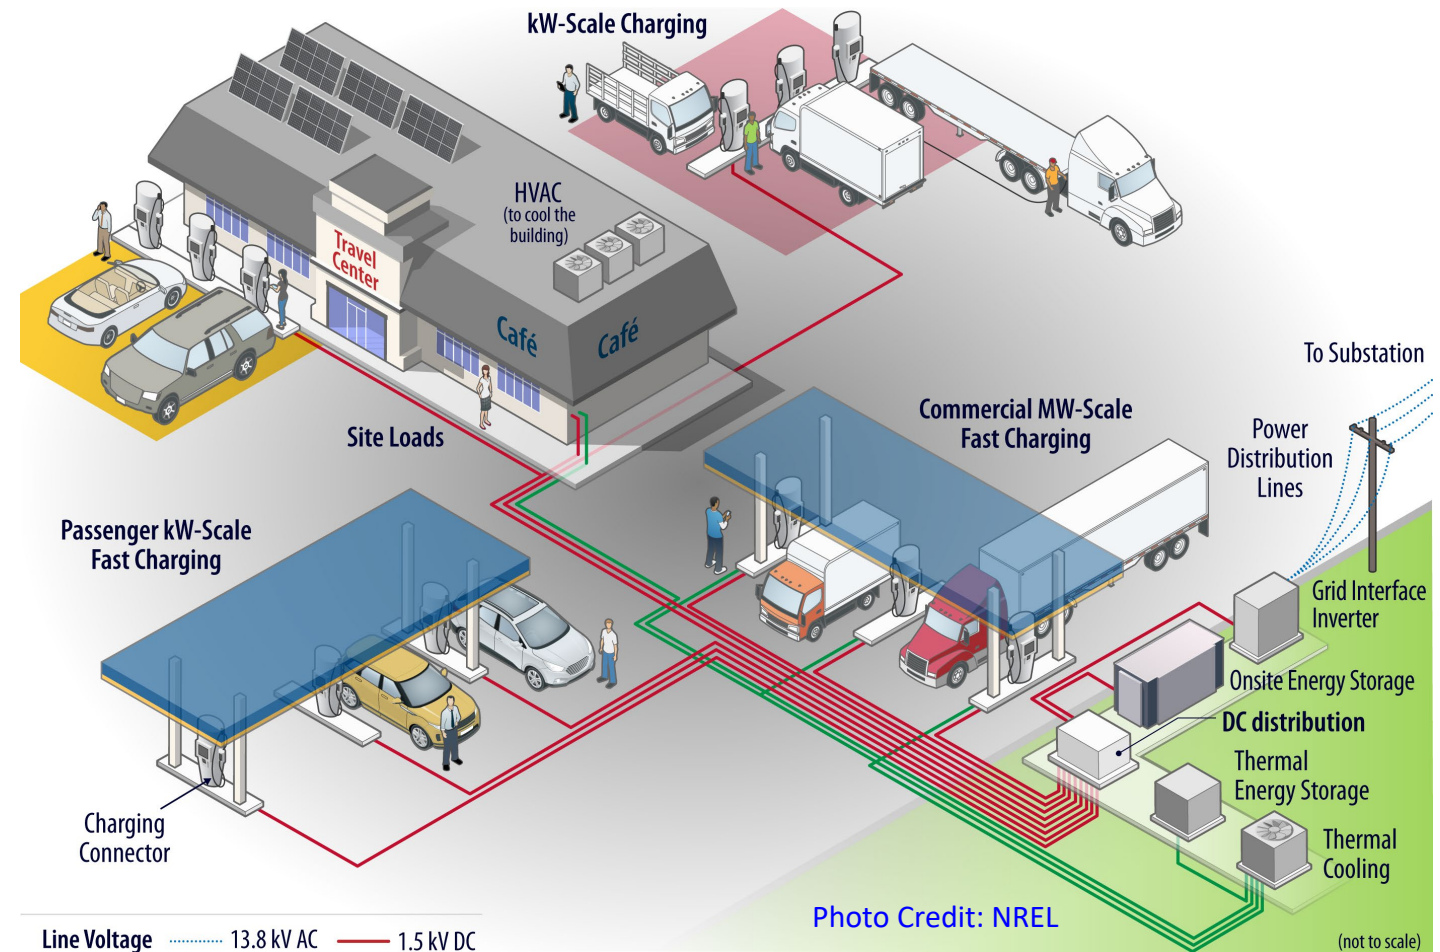 kW-Scale Charging
HVAC
(to cool the
building)
Travel
Center
Café
Café
To Substation
Site Loads
Commercial MW-Scale
Fast Charging
Power
Distribution
Lines
Passenger kW-Scale
Fast Charging
Grid Interface
Inverter
Onsite Energy Storage
DC distribution
Thermal
Energy Storage
Charging
Connector
Thermal
Cooling
Photo Credit: NREL
Line Voltage 13.8 kV AC 1.5 kV DC
(not to scale)